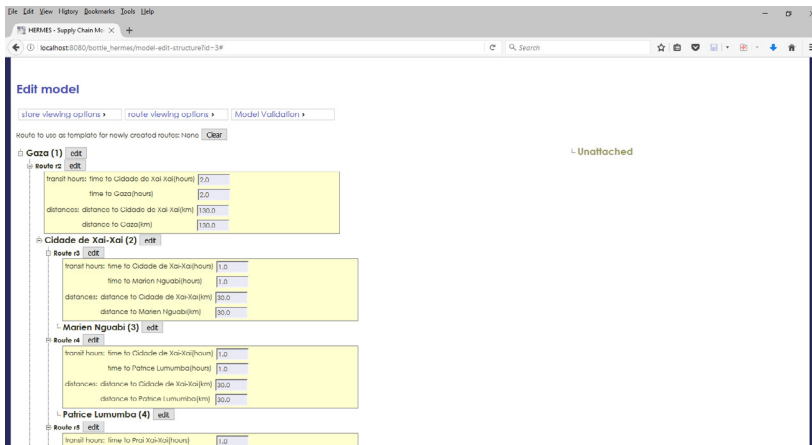 File Edit View History Bookmarks Tools Help
HERMES - Supply Chain Mo
localhost:8080/bottle_hermes/model-edit-structure?id=3#
Search
Edit model
store viewing options
route viewing options
Model Validation
Route to use as template for newly created routes: None Clear
Gaza (1) edit
Unattached
Route r2 edit
transit hours: time to Cidade de Xai-Xai(hours) 2.0
time to Gaza(hours) 2.0
distances: distance to Cidade de Xai-Xai(km) 130.0
distance to Gaza(km) 130.0
Cidade de Xai-Xai (2) edit
Route r3 edit
transit hours: time to Cidade de Xai-Xai(hours) 1.0
time to Marien Nguabi(hours) 1.0
distances: distance to Cidade de Xai-Xai(km) 30.0
distance to Marien Nguabi(km) 30.0
Marien Nguabi (3) edit
Route r4 edit
transit hours: time to Cidade de Xai-Xai(hours) 1.0
time to Patrice Lumumba(hours) 1.0
distances: distance to Cidade de Xai-Xai(km) 30.0
distance to Patrice Lumumba(km) 30.0
Patrice Lumumba (4) edit
Route r5 edit
transit hours: time to Prai Xai-Xai(hours) 1.0